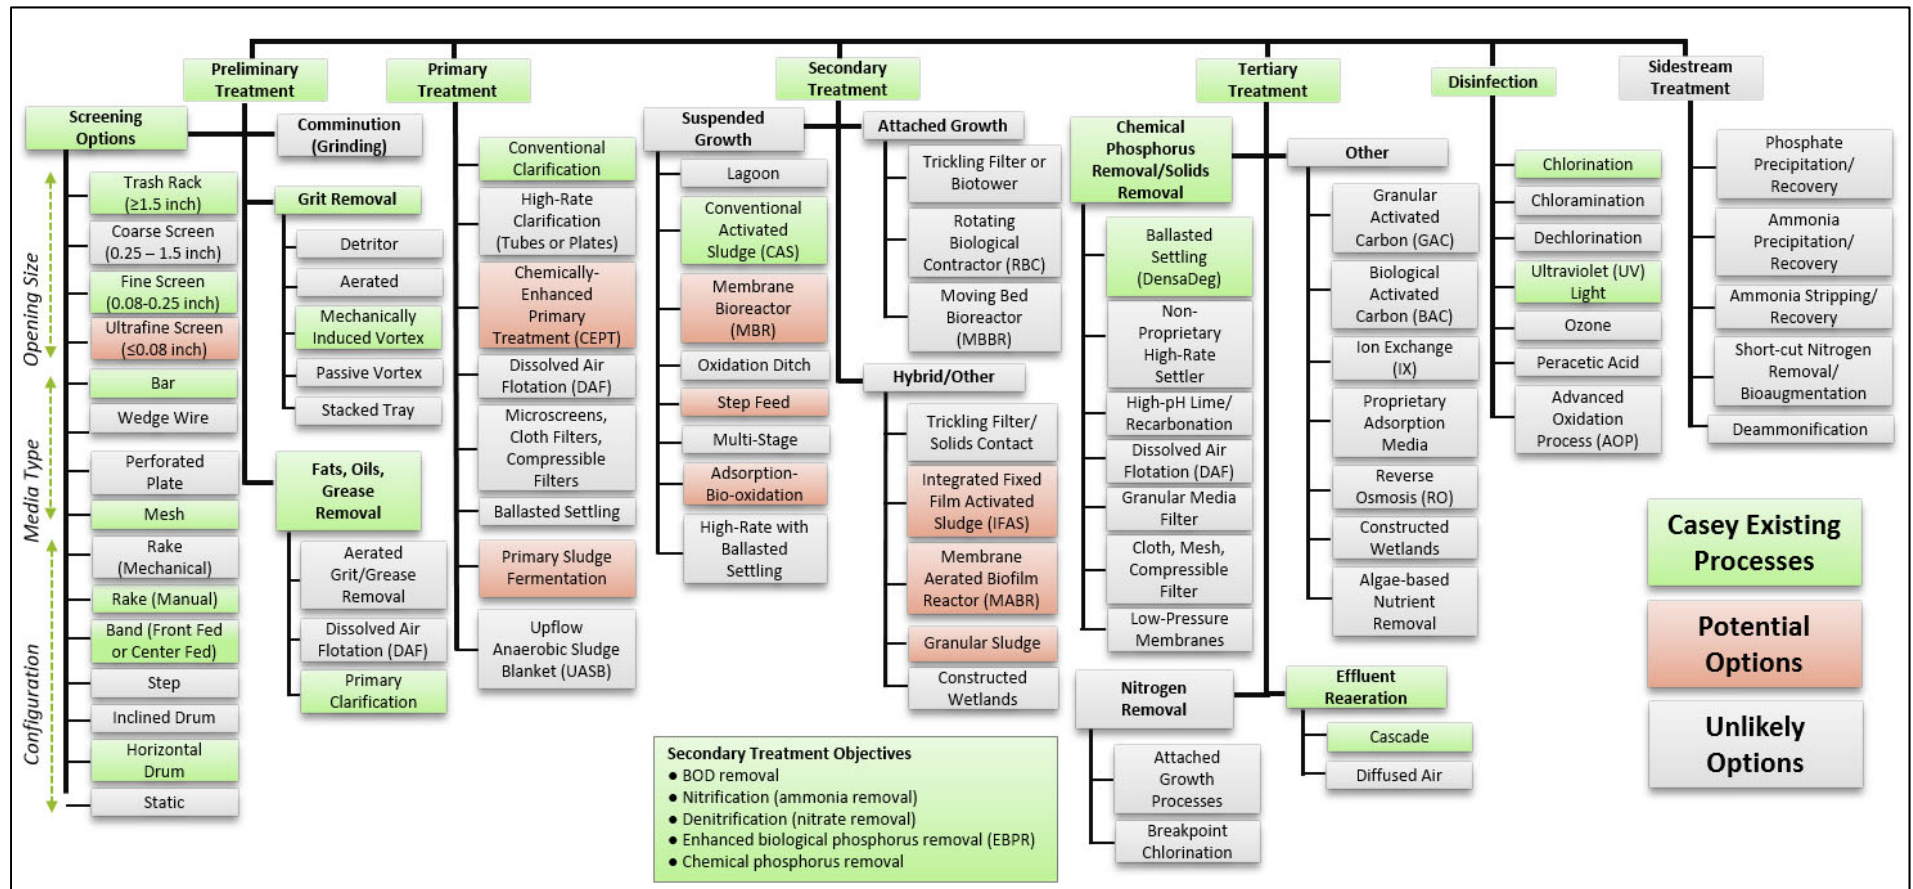 Preliminary
Treatment
Screening
Options
Opening Size
Trash Rack
(≥1.5 inch)
Coarse Screen
(0.25 – 1.5 inch)
Fine Screen
(0.08-0.25 inch)
Ultrafine Screen
(≤0.08 inch)
Media Type
Bar
Wedge Wire
Perforated
Plate
Mesh
Configuration
Rake
(Mechanical)
Rake (Manual)
Band (Front Fed
or Center Fed)
Step
Inclined Drum
Horizontal
Drum
Static
Comminution
(Grinding)
Grit Removal
Detritor
Aerated
Mechanically
Induced Vortex
Passive Vortex
Stacked Tray
Fats, Oils,
Grease
Removal
Aerated
Grit/Grease
Removal
Dissolved Air
Flotation (DAF)
Primary
Clarification
Primary
Treatment
Conventional
Clarification
High-Rate
Clarification
(Tubes or Plates)
Chemically-
Enhanced
Primary
Treatment (CEPT)
Dissolved Air
Flotation (DAF)
Microscreens,
Cloth Filters,
Compressible
Filters
Ballasted Settling
Primary Sludge
Fermentation
Upflow
Anaerobic Sludge
Blanket (UASB)
Secondary
Treatment
Suspended
Growth
Lagoon
Conventional
Activated
Sludge (CAS)
Membrane
Bioreactor
(MBR)
Oxidation Ditch
Step Feed
Multi-Stage
Adsorption-
Bio-oxidation
High-Rate with
Ballasted
Settling
Attached Growth
Trickling Filter or
Biotower
Rotating
Biological
Contractor (RBC)
Moving Bed
Bioreactor
(MBBR)
Hybrid/Other
Trickling Filter/
Solids Contact
Integrated Fixed
Film Activated
Sludge (IFAS)
Membrane
Aerated Biofilm
Reactor (MABR)
Granular Sludge
Constructed
Wetlands
Secondary Treatment Objectives
● BOD removal
● Nitrification (ammonia removal)
● Denitrification (nitrate removal)
● Enhanced biological phosphorus removal (EBPR)
● Chemical phosphorus removal
Tertiary
Treatment
Chemical
Phosphorus
Removal/Solids
Removal
Ballasted
Settling
(DensaDeg)
Non-
Proprietary
High-Rate
Settler
High-pH Lime/
Recarbonation
Dissolved Air
Flotation (DAF)
Granular Media
Filter
Cloth, Mesh,
Compressible
Filter
Low-Pressure
Membranes
Other
Granular
Activated
Carbon (GAC)
Biological
Activated
Carbon (BAC)
Ion Exchange
(IX)
Proprietary
Adsorption
Media
Reverse
Osmosis (RO)
Constructed
Wetlands
Algae-based
Nutrient
Removal
Nitrogen
Removal
Attached
Growth
Processes
Breakpoint
Chlorination
Effluent
Reaeration
Cascade
Diffused Air
Disinfection
Chlorination
Chloramination
Dechlorination
Ultraviolet (UV)
Light
Ozone
Peracetic Acid
Advanced
Oxidation
Process (AOP)
Sidestream
Treatment
Phosphate
Precipitation/
Recovery
Ammonia
Precipitation/
Recovery
Ammonia Stripping/
Recovery
Short-cut Nitrogen
Removal/
Bioaugmentation
Deammonification
Casey Existing
Processes
Potential
Options
Unlikely
Options